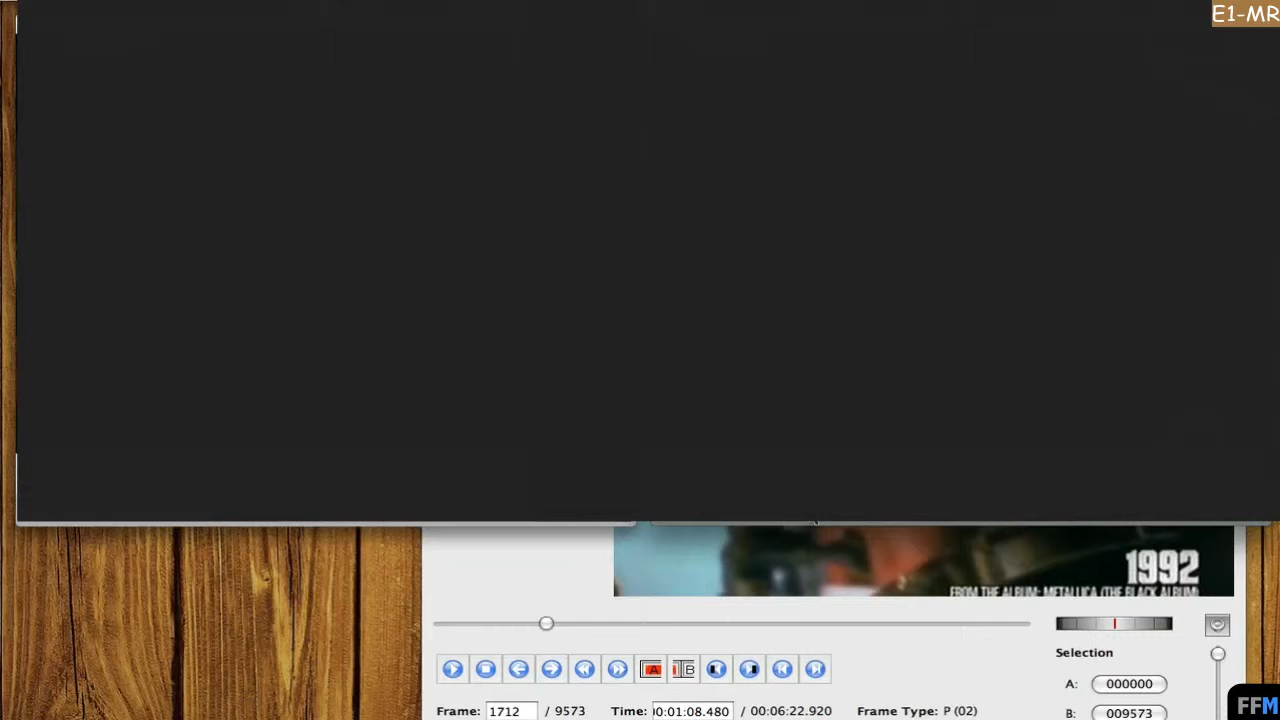 E1-MR
1992
FROM THE ALBUM: METALLICA (THE BLACK ALBUM)
Selection
A: 000000
A
B
Frame: 1712 / 9573 Time: 00:01:08.480 / 00:06:22.920 Frame Type: P (02)
B: 009573
FFM